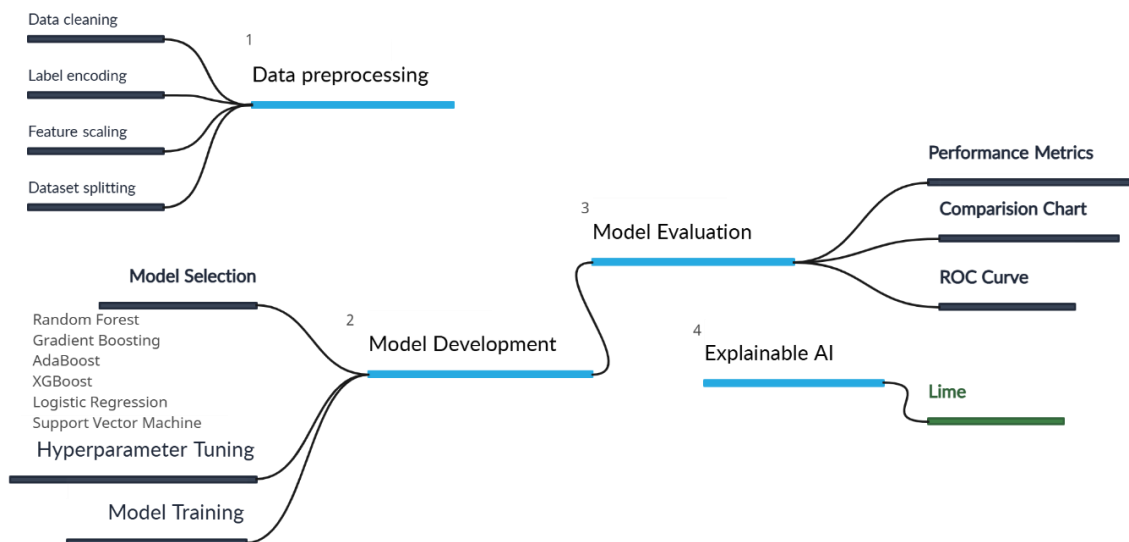 Data cleaning
Label encoding
Feature scaling
Dataset splitting
1
Data preprocessing
Model Selection
Random Forest
Gradient Boosting
AdaBoost
XGBoost
Logistic Regression
Support Vector Machine
Hyperparameter Tuning
Model Training
2
Model Development
3
Model Evaluation
Performance Metrics
Comparision Chart
ROC Curve
4
Explainable AI
Lime